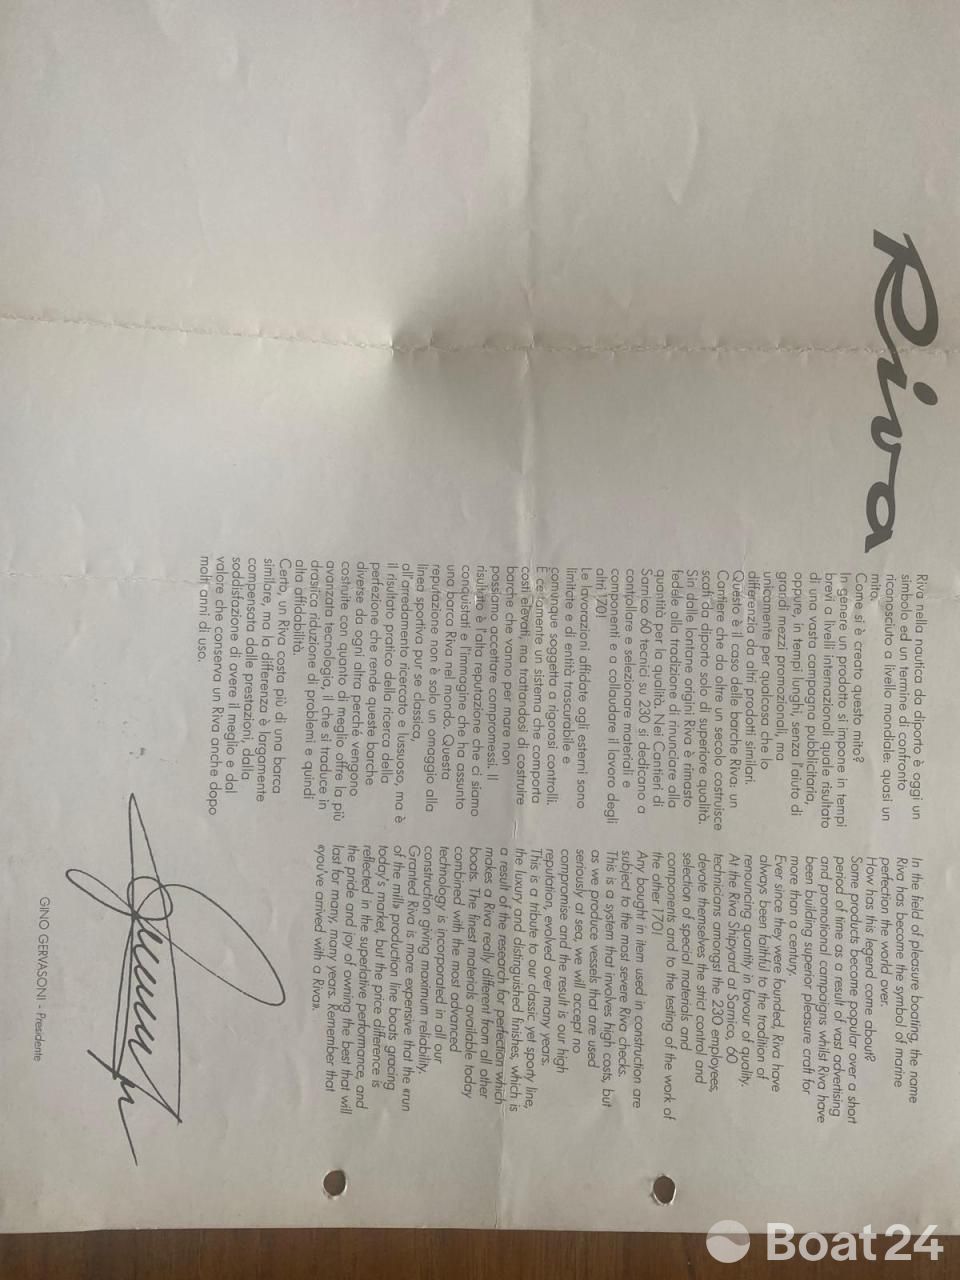 Riva
Riva nella nautica da diporto è oggi un
simbolo ed un termine di confronto
riconosciuto a livello mondiale: quasi un
mito.
Come si è creato questo mito?
In genere un prodotto si impone in tempi
brevi a livelli internazionali quale risultato
di una vasta campagna pubblicitaria,
oppure, in tempi lunghi, senza l'aiuto di
grandi mezzi promozionali, ma
unicamente per qualcosa che lo
differenzia da altri prodotti similari.
Questo è il caso delle barche Riva: un
Cantiere che da oltre un secolo costruisce
scafi da diporto solo di superiore qualità.
Sin dalle lontane origini Riva è rimasto
fedele alla tradizione di rinunciare alla
quantità per la qualità. Nei Cantieri di
Sarnico 60 tecnici su 230 si dedicano a
controllare e selezionare materiali e
componenti e a collaudare il lavoro degli
altri 170!
Le lavorazioni affidate agli esterni sono
limitate e di entità trascurabile e
comunque soggetta a rigorosi controlli.
È certamente un sistema che comporta
costi elevati, ma trattandosi di costruire
barche che vanno per mare non
possiamo accettare compromessi. Il
risultato è l'alta reputazione che ci siamo
conquistati e l'immagine che ha assunto
una barca Riva nel mondo. Questa
reputazione non è solo un omaggio alla
linea sportiva pur se classica,
all'arredamento ricercato e lussuoso, ma è
il risultato pratico della ricerca della
perfezione che rende queste barche
diverse da ogni altra perché vengono
costruite con quanto di meglio offre la più
avanzata tecnologia, il che si traduce in
drasica riduzione di problemi e quindi
alta affidabilità.
Certo, un Riva costa più di una barca
similare, ma la differenza è largamente
compensata dalle prestazioni, dalla
soddisfazione di avere il meglio e dal
valore che conserva un Riva anche dopo
molti anni di uso.
In the field of pleasure boating, the name
Riva has become the symbol of marine
perfection the world over.
How has this legend come about?
Some products become popular over a short
period of time as a result of vast advertising
and promotional campaigns whilst Riva have
been building superior pleasure craft for
more than a century.
Ever since they were founded, Riva have
always been faithful to the tradition of
renouncing quantity in favour of quality.
At the Riva Shipyard at Sarnico, 60
technicians amongst the 230 employees,
devote themselves the strict control and
selection of special materials and
components and to the testing of the work of
the other 170!
Any bought in item used in construction are
subject to the most severe Riva checks.
This is a system that involves high costs, but
as we produce vessels that are used
seriously at sea, we will accept no
compromise and the result is our high
reputation, evolved over many years.
This is a tribute to our classic yet sporty line,
the luxury and distinguished finishes, which is
a result of the research for perfection which
makes a Riva really different from all other
boats. The finest materials available today
combined with the most advanced
technology is incorporated in all our
construction giving maximum reliability.
Granted Riva is more expensive that the «run
of the mill» production line boats gracing
today's market, but the price difference is
reflected in the superlative performance, and
the pride and joy of owning the best that will
last for many, many years. Remember that
«you've arrived with a Riva».
GINO GERVASONI - Presidente
Boat24